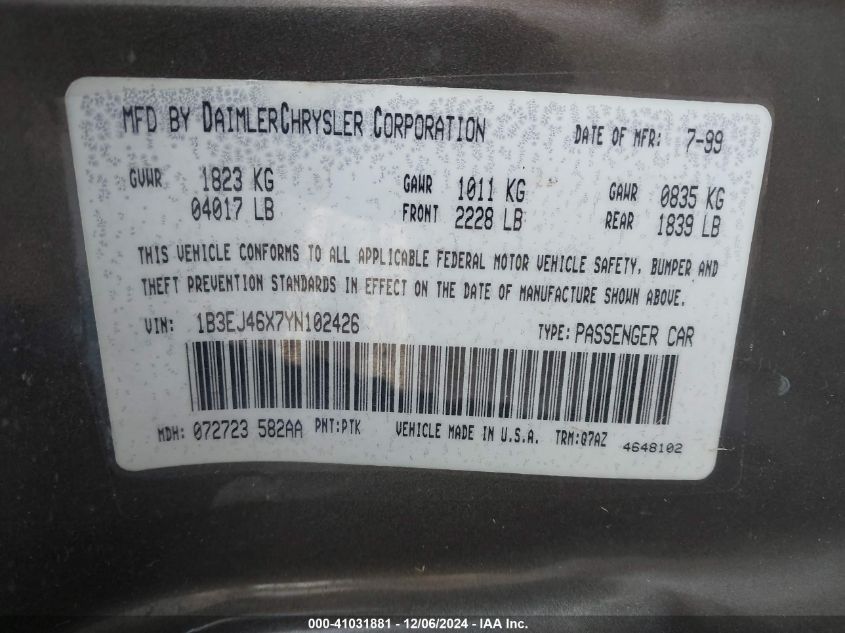 MFD BY DAIMLERCHRYSLER CORPORATION DATE OF MFR: 7-99
GVWR 1823 KG GAWR 1011 KG GAWR 0835 KG
04017 LB FRONT 2228 LB REAR 1839 LB
THIS VEHICLE CONFORMS TO ALL APPLICABLE FEDERAL MOTOR VEHICLE SAFETY, BUMPER AND
THEFT PREVENTION STANDARDS IN EFFECT ON THE DATE OF MANUFACTURE SHOWN ABOVE.
VIN: 1B3EJ46X7YN102426 TYPE: PASSENGER CAR
MDH: 072723 582AA PNT:PTK VEHICLE MADE IN U.S.A. TRM:G7AZ 4648102
000-41031881 - 12/06/2024 - IAA Inc.